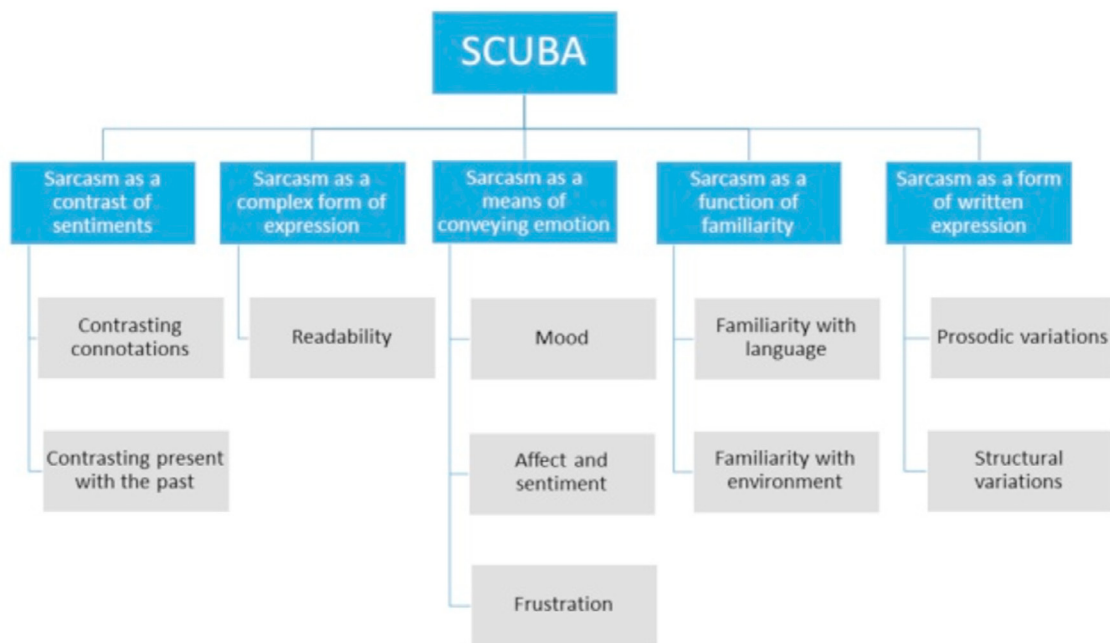 SCUBA
Sarcasm as a
contrast of
sentiments
Sarcasm as a
complex form of
expression
Sarcasm as a
means of
conveying emotion
Sarcasm as a
function of
familiarity
Sarcasm as a form
of written
expression
Contrasting
connotations
Readability
Mood
Familiarity with
language
Prosodic variations
Contrasting present
with the past
Affect and
sentiment
Familiarity with
environment
Structural
variations
Frustration